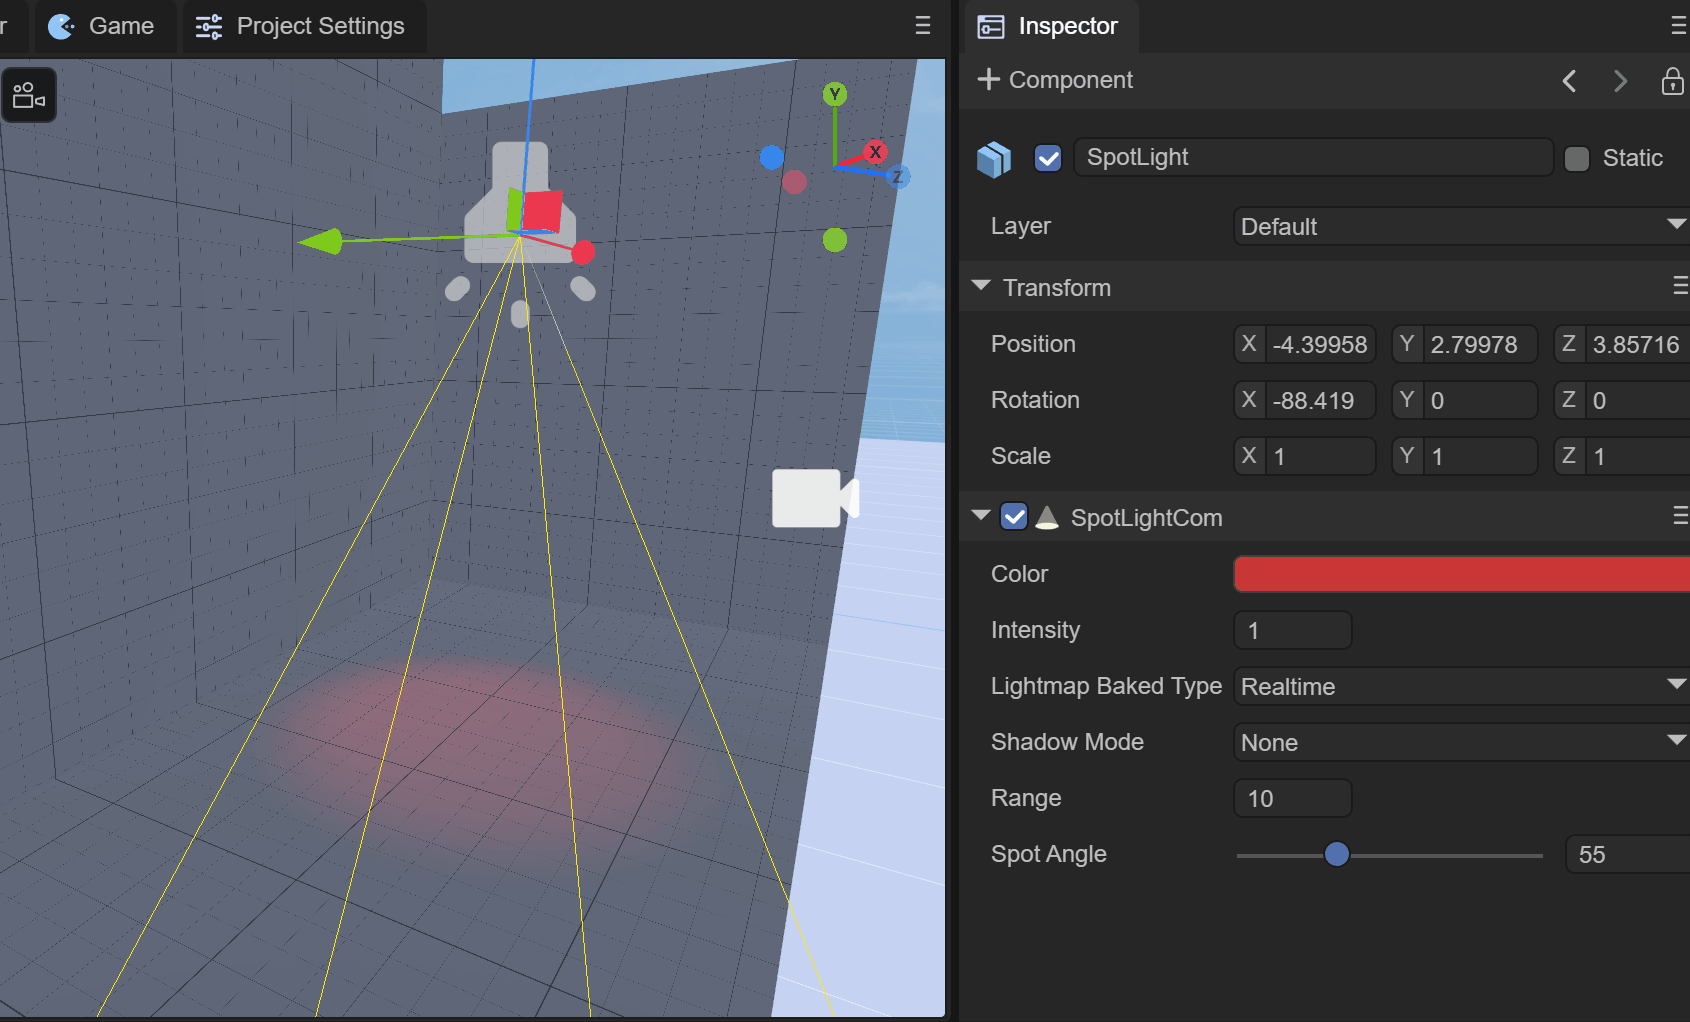 r
Game
Project Settings
Y
X
Z
Inspector
Component
SpotLight
Static
Layer
Default
Transform
Position
X
-4.39958
Y
2.79978
Z
3.85716
Rotation
X
-88.419
Y
0
Z
0
Scale
X
1
Y
1
Z
1
SpotLightCom
Color
Intensity
1
Lightmap Baked Type
Realtime
Shadow Mode
None
Range
10
Spot Angle
55